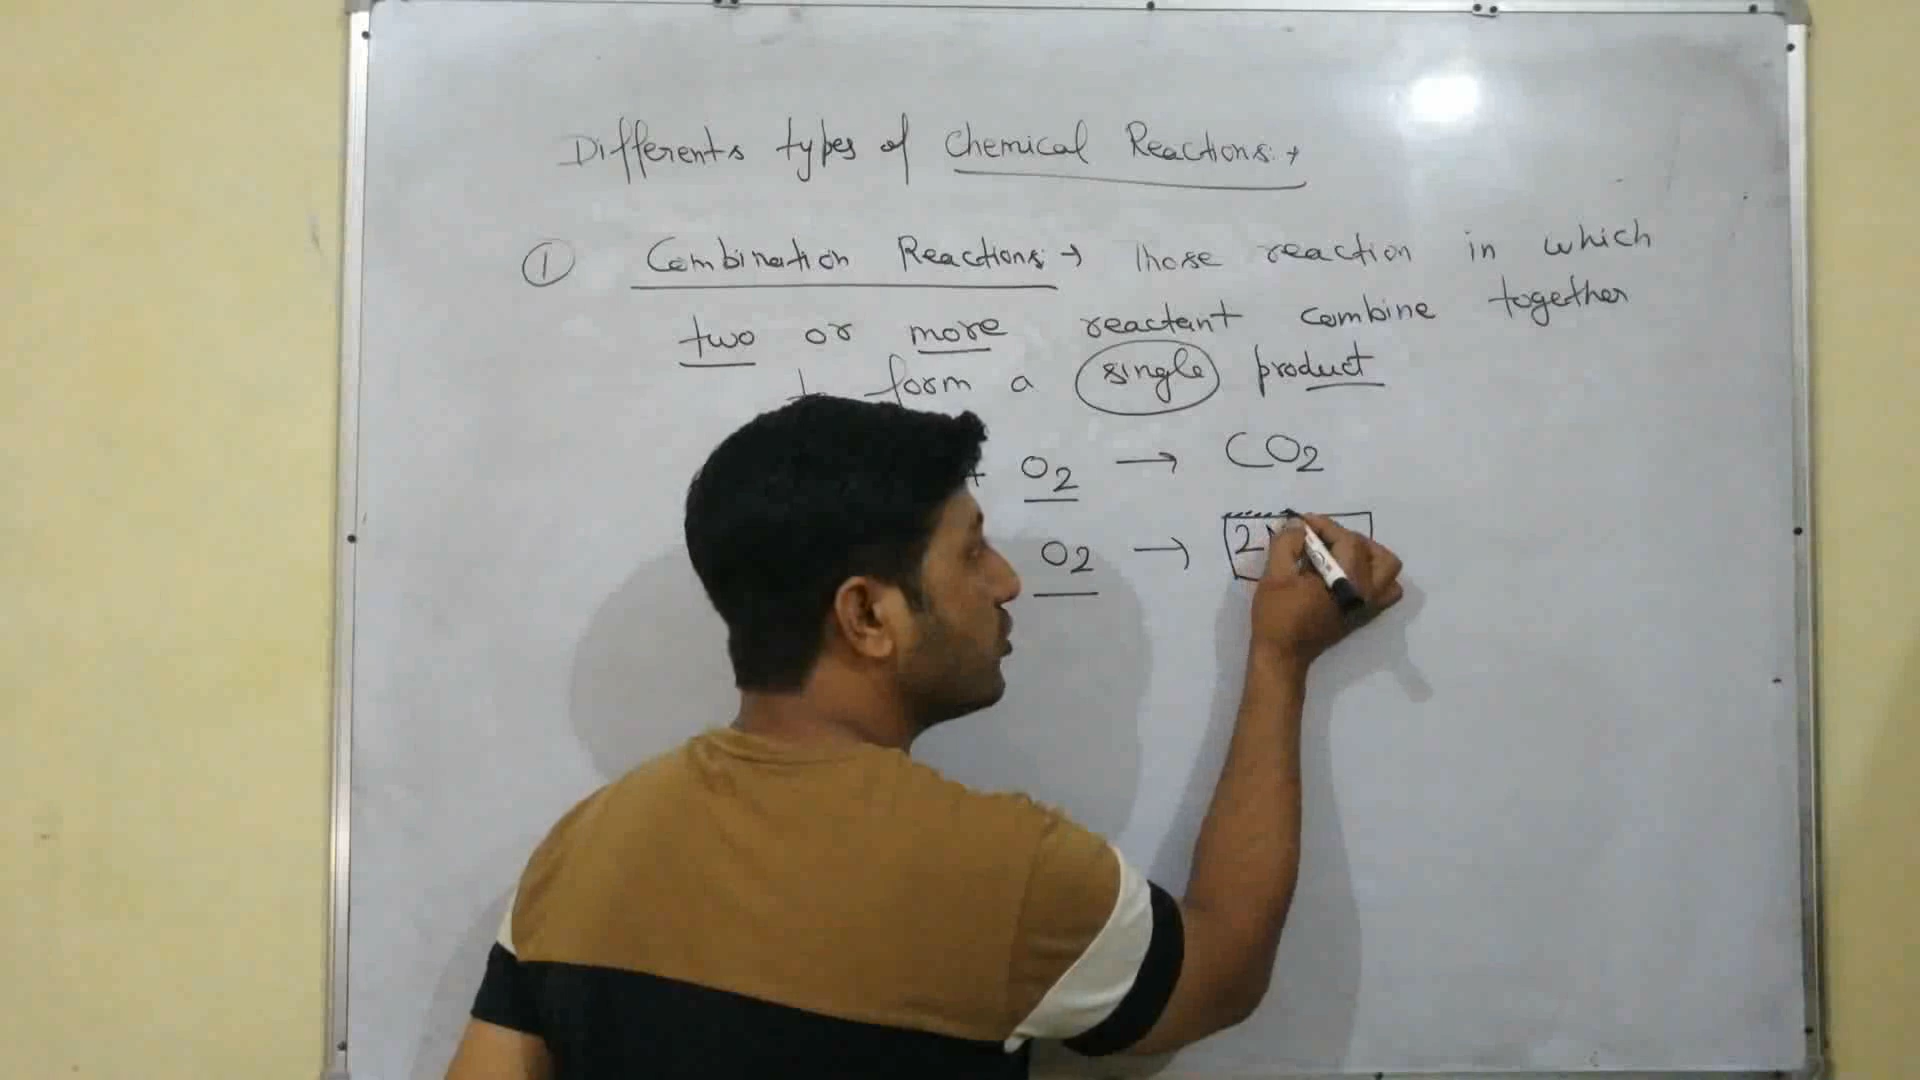 Differents types of Chemical Reactions: →
① Combination Reactions: → Those reaction in which
two or more reactant combine together
form a single product
+ O2 → CO2
O2 → 2